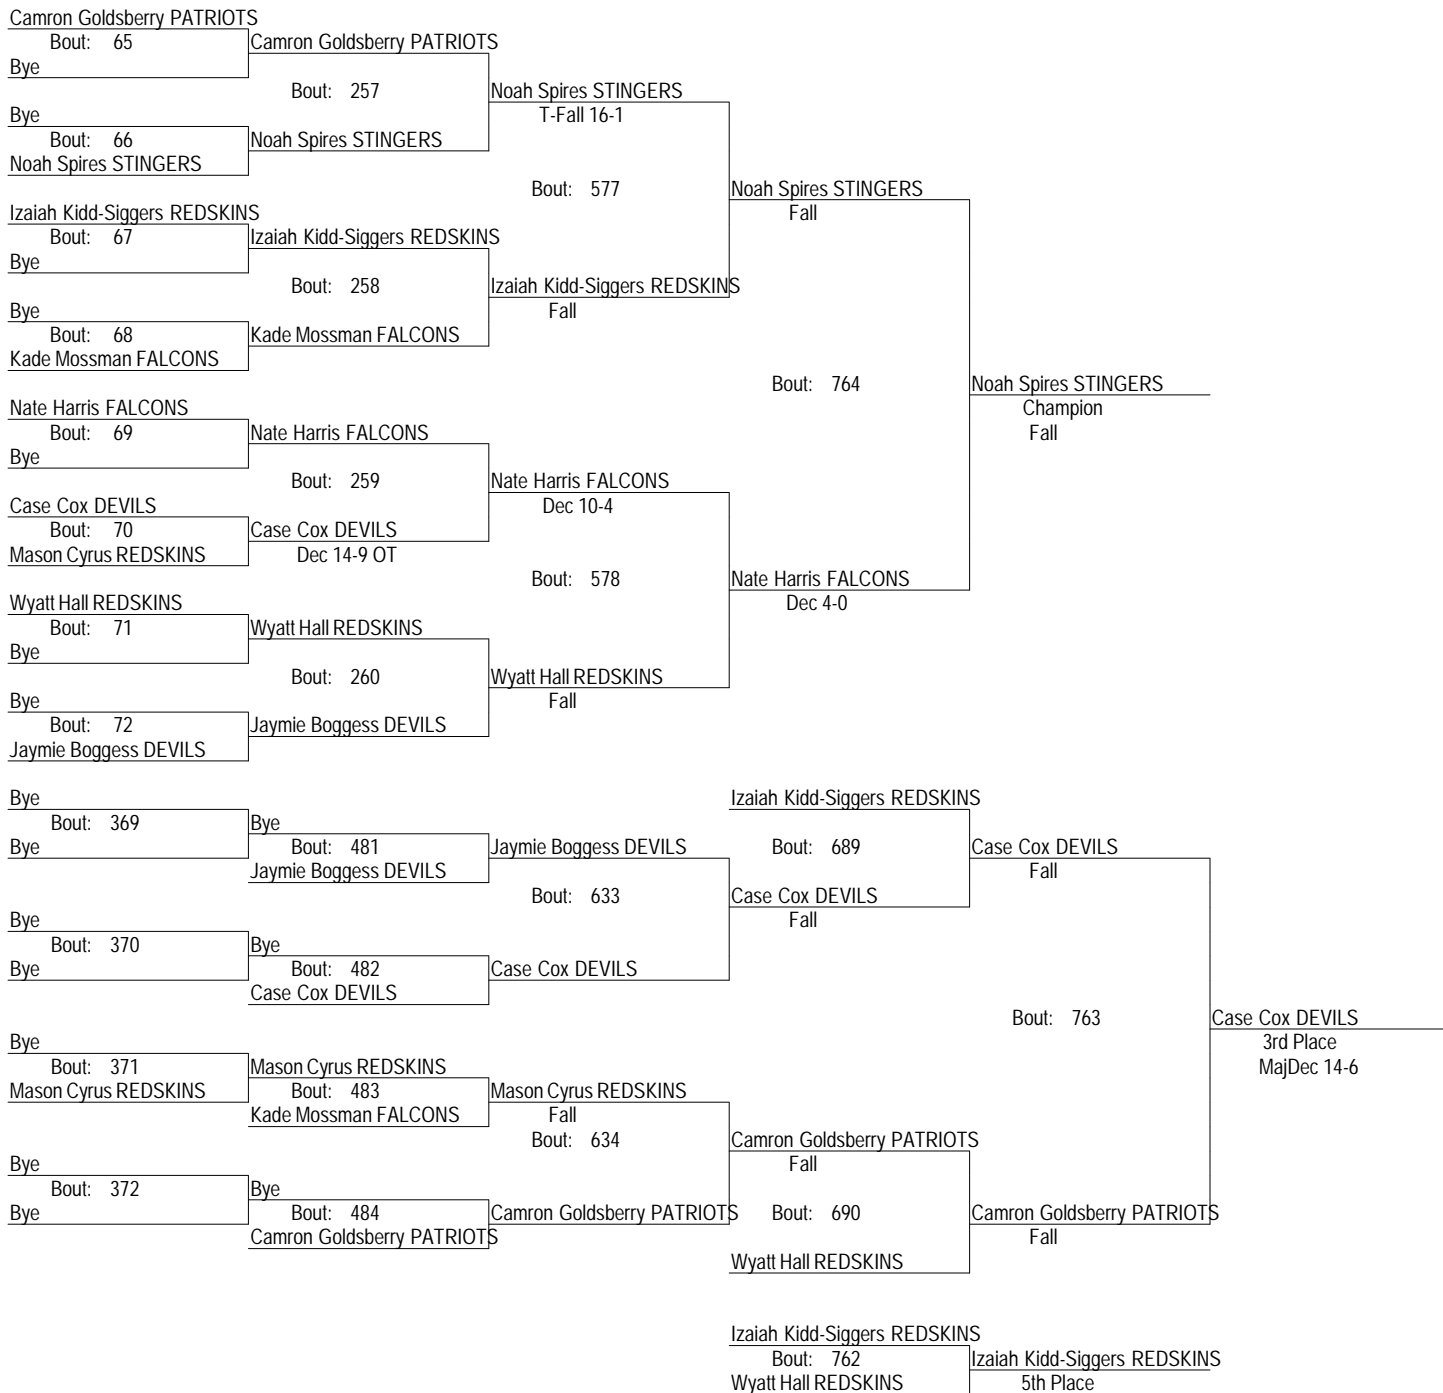 Camron Goldsberry PATRIOTS
Bout: 65
Camron Goldsberry PATRIOTS
Bye
Bout: 257
Noah Spires STINGERS
T-Fall 16-1
Bye
Bout: 66
Noah Spires STINGERS
Noah Spires STINGERS
Bout: 577
Noah Spires STINGERS
Fall
Izaiah Kidd-Siggers REDSKINS
Bout: 67
Izaiah Kidd-Siggers REDSKINS
Bye
Bout: 258
Izaiah Kidd-Siggers REDSKINS
Fall
Bye
Bout: 68
Kade Mossman FALCONS
Kade Mossman FALCONS
Bout: 764
Noah Spires STINGERS
Champion
Fall
Nate Harris FALCONS
Bout: 69
Nate Harris FALCONS
Bye
Bout: 259
Nate Harris FALCONS
Dec 10-4
Case Cox DEVILS
Bout: 70
Case Cox DEVILS
Mason Cyrus REDSKINS
Dec 14-9 OT
Bout: 578
Nate Harris FALCONS
Dec 4-0
Wyatt Hall REDSKINS
Bout: 71
Wyatt Hall REDSKINS
Bye
Bout: 260
Wyatt Hall REDSKINS
Fall
Bye
Bout: 72
Jaymie Boggess DEVILS
Jaymie Boggess DEVILS
Bye
Izaiah Kidd-Siggers REDSKINS
Bout: 369
Bye
Bye
Bout: 481
Jaymie Boggess DEVILS
Bout: 689
Case Cox DEVILS
Jaymie Boggess DEVILS
Fall
Bout: 633
Case Cox DEVILS
Fall
Bye
Bout: 370
Bye
Bye
Bout: 482
Case Cox DEVILS
Case Cox DEVILS
Bout: 763
Case Cox DEVILS
3rd Place
MajDec 14-6
Bye
Bout: 371
Mason Cyrus REDSKINS
Mason Cyrus REDSKINS
Bout: 483
Mason Cyrus REDSKINS
Kade Mossman FALCONS
Fall
Bout: 634
Camron Goldsberry PATRIOTS
Fall
Bye
Bout: 372
Bye
Bye
Bout: 484
Camron Goldsberry PATRIOTS
Bout: 690
Camron Goldsberry PATRIOTS
Camron Goldsberry PATRIOTS
Fall
Wyatt Hall REDSKINS
Izaiah Kidd-Siggers REDSKINS
Bout: 762
Izaiah Kidd-Siggers REDSKINS
Wyatt Hall REDSKINS
5th Place